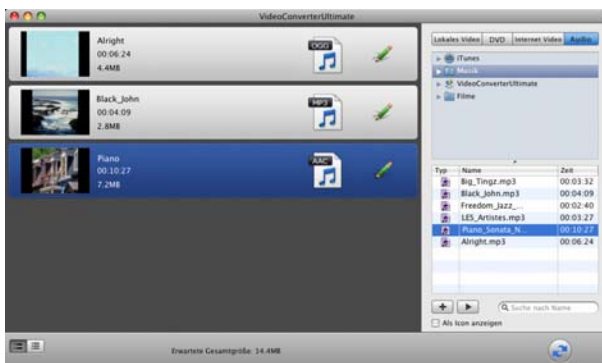 VideoConverterUltimate
Alright
00:06:24
4.4MB
OGG
Black_John
00:04:09
2.8MB
MP3
Piano
00:10:27
7.2MB
AAC
Lokales Video DVD Internet Video Audio
iTunes
Musik
VideoConverterUltimate
Filme
Typ Name Zeit
Big_Tingz.mp3 00:03:32
Black_John.mp3 00:04:09
Freedom_Jazz_... 00:02:40
LES_Artistes.mp3 00:03:27
Piano_Sonata_N... 00:10:27
Alright.mp3 00:06:24
Suche nach Name
Als Icon anzeigen
Erwartete Gesamtgröße: 14.4MB